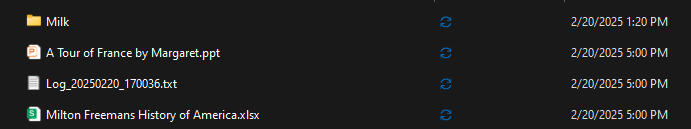 Milk 2/20/2025 1:20 PM
A Tour of France by Margaret.ppt 2/20/2025 5:00 PM
Log_20250220_170036.txt 2/20/2025 5:00 PM
Milton Freemans History of America.xlsx 2/20/2025 5:00 PM